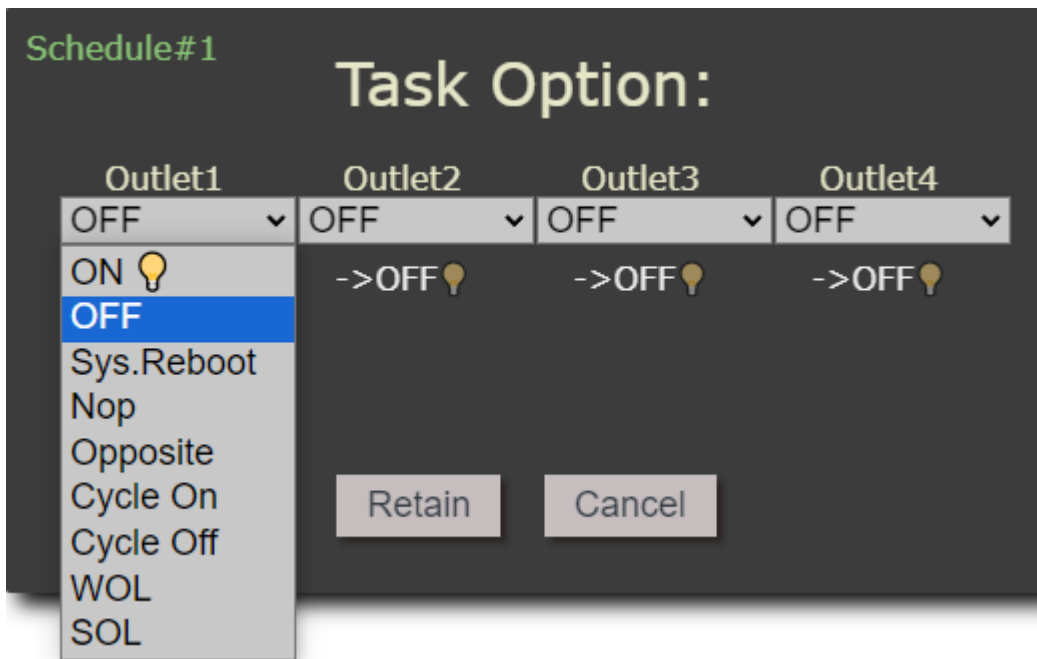 Schedule#1
Task Option:
Outlet1 Outlet2 Outlet3 Outlet4
OFF OFF OFF OFF
ON
->OFF ->OFF ->OFF
OFF
Sys.Reboot
Nop
Opposite
Cycle On
Cycle Off
WOL
SOL
Retain Cancel